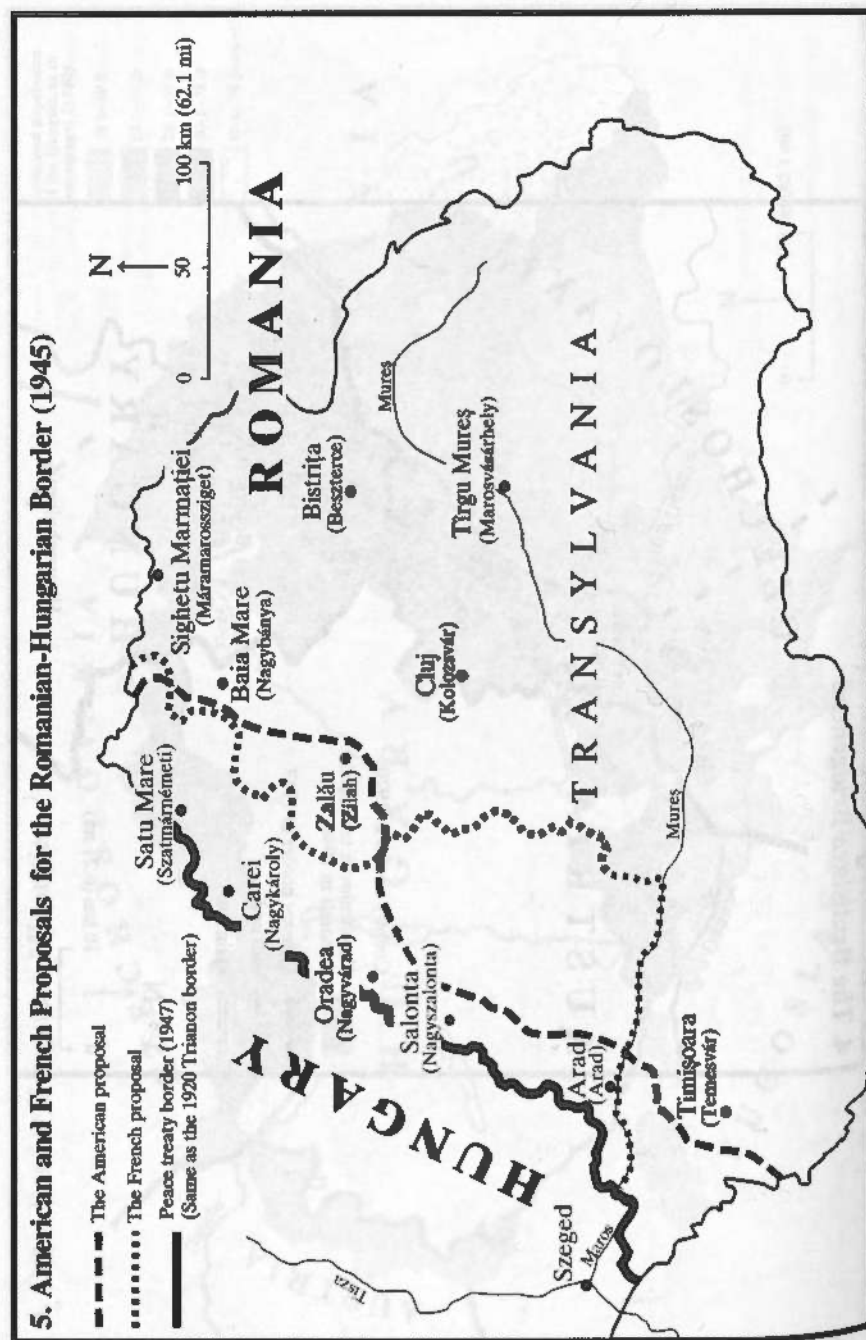 5. American and French Proposals for the Romanian-Hungarian Border (1945)
The American proposal
The French proposal
Peace treaty border (1947)
(Same as the 1920 Trianon border)
N
0 50 100 km (62.1 mi)
ROMANIA
HUNGARY
TRANSYLVANIA
Satu Mare
(Szatmárnémeti)
Sighetu Marmației
(Máramarossziget)
Baia Mare
(Nagybánya)
Carei
(Nagykároly)
Bistrița
(Beszterce)
Zalău
(Zilah)
Oradea
(Nagyvárad)
Cluj
(Kolozsvár)
Mureș
Salonta
(Nagyszalonta)
Tîrgu Mureș
(Marosvásárhely)
Tisza
Arad
(Arad)
Mureș
Szeged
Maros
Timișoara
(Temesvár)